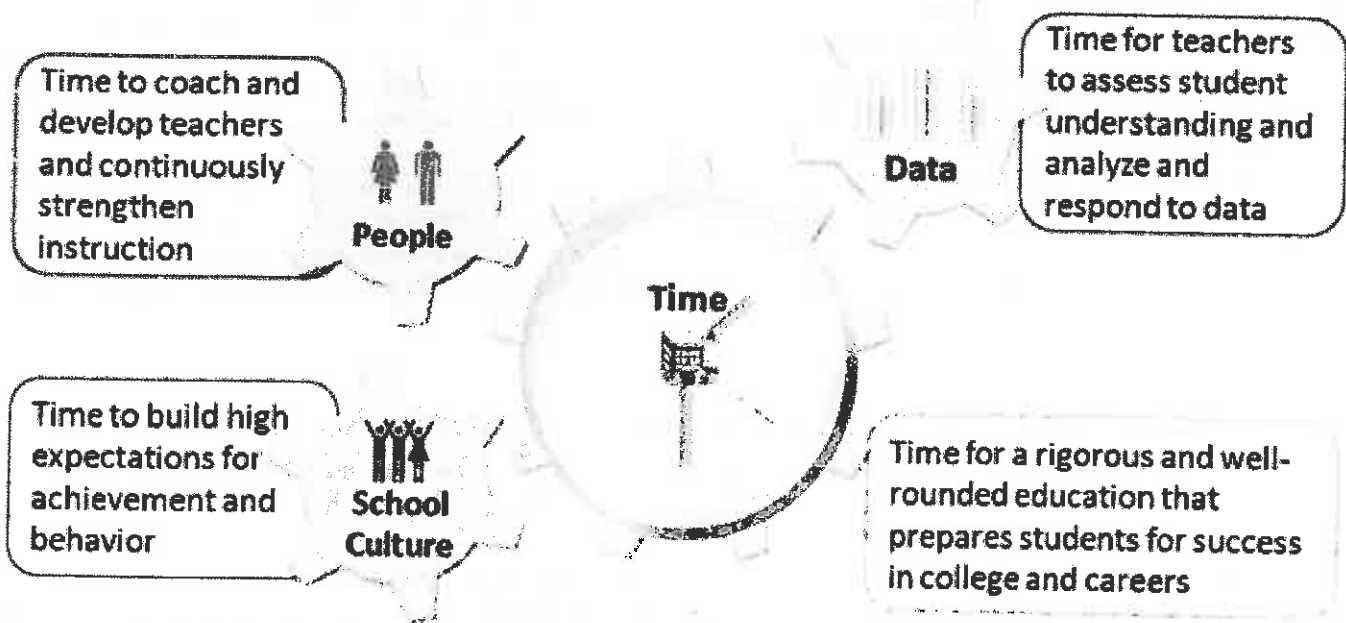 Time to coach and
develop teachers
and continuously
strengthen
instruction
People
Data
Time for teachers
to assess student
understanding and
analyze and
respond to data
Time
Time to build high
expectations for
achievement and
behavior
School
Culture
Time for a rigorous and well-
rounded education that
prepares students for success
in college and careers